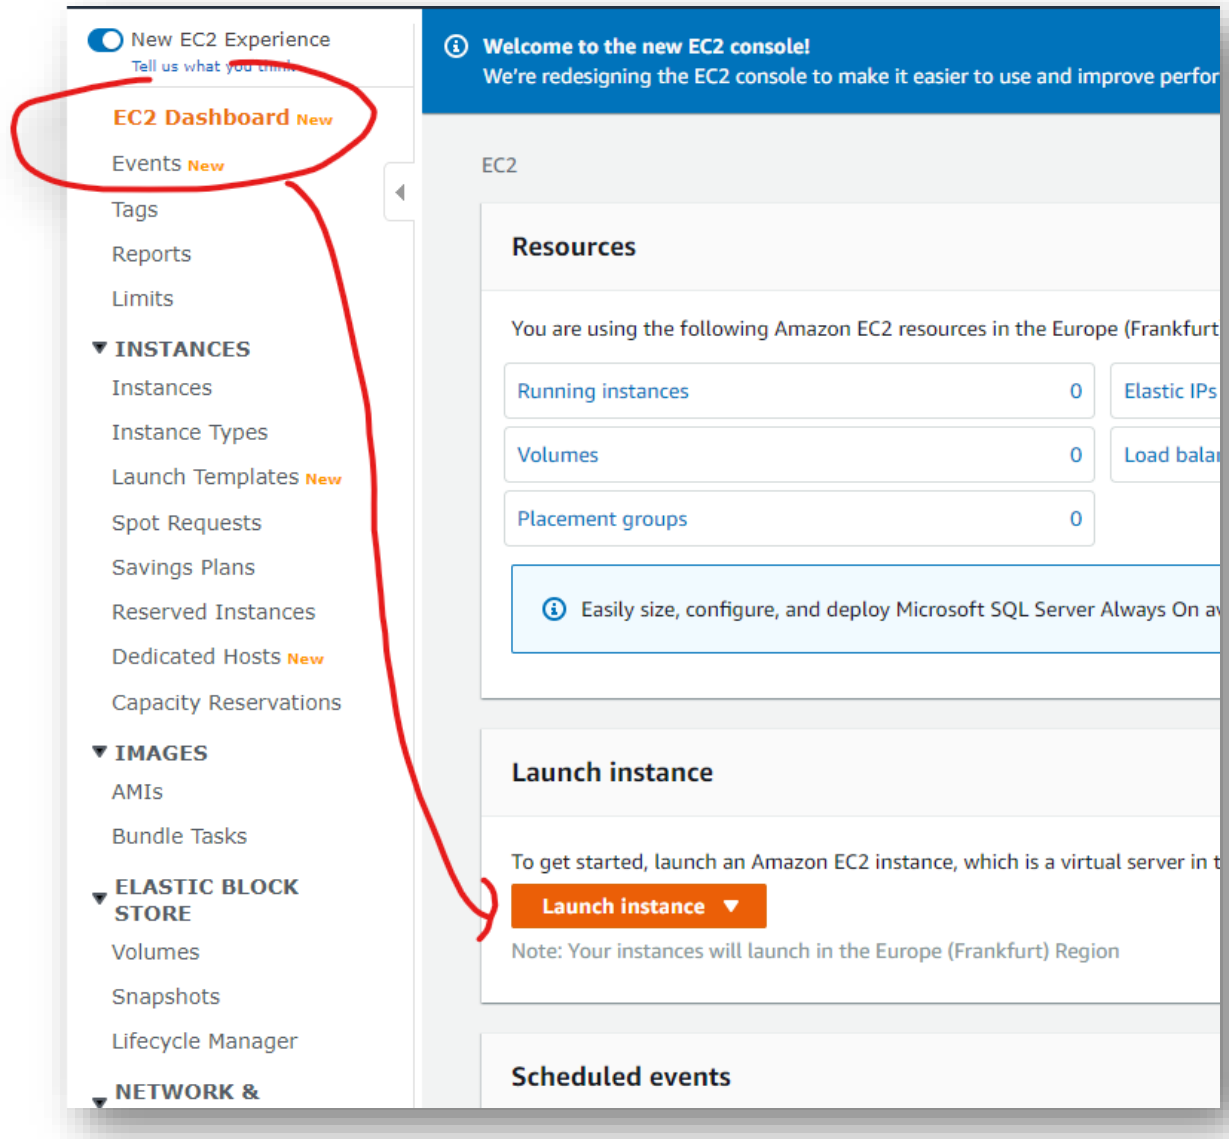 New EC2 Experience
Tell us what you think
EC2 Dashboard New
Events New
Tags
Reports
Limits
INSTANCES
Instances
Instance Types
Launch Templates New
Spot Requests
Savings Plans
Reserved Instances
Dedicated Hosts New
Capacity Reservations
IMAGES
AMIs
Bundle Tasks
ELASTIC BLOCK
STORE
Volumes
Snapshots
Lifecycle Manager
NETWORK &
Welcome to the new EC2 console!
We're redesigning the EC2 console to make it easier to use and improve perfor
EC2
Resources
You are using the following Amazon EC2 resources in the Europe (Frankfurt
Running instances 0 Elastic IPs
Volumes 0 Load balan
Placement groups 0
Easily size, configure, and deploy Microsoft SQL Server Always On av
Launch instance
To get started, launch an Amazon EC2 instance, which is a virtual server in t
Launch instance
Note: Your instances will launch in the Europe (Frankfurt) Region
Scheduled events